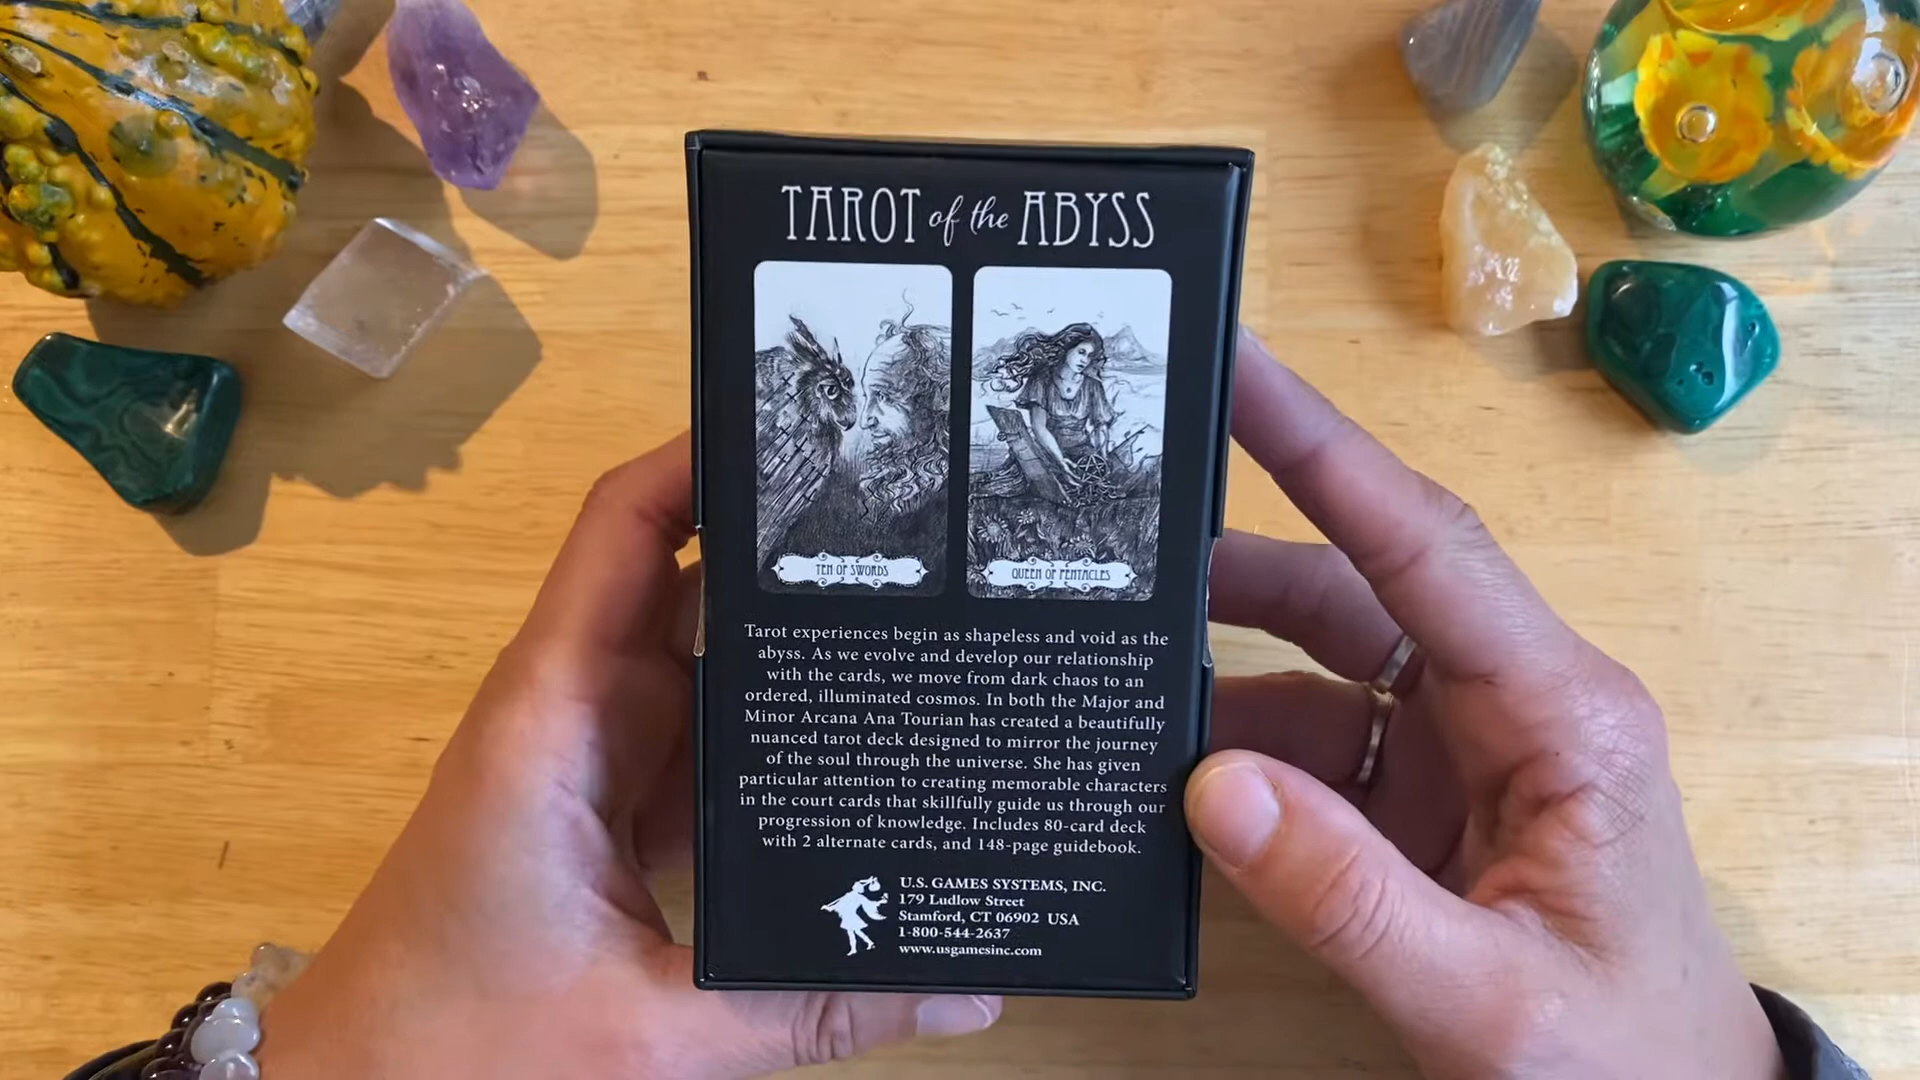 TAROT of the ABYSS
TEN OF SWORDS
QUEEN OF PENTACLES
Tarot experiences begin as shapeless and void as the
abyss. As we evolve and develop our relationship
with the cards, we move from dark chaos to an
ordered, illuminated cosmos. In both the Major and
Minor Arcana Ana Tourian has created a beautifully
nuanced tarot deck designed to mirror the journey
of the soul through the universe. She has given
particular attention to creating memorable characters
in the court cards that skillfully guide us through our
progression of knowledge. Includes 80-card deck
with 2 alternate cards, and 148-page guidebook.
U.S. GAMES SYSTEMS, INC.
179 Ludlow Street
Stamford, CT 06902 USA
1-800-544-2637
www.usgamesinc.com